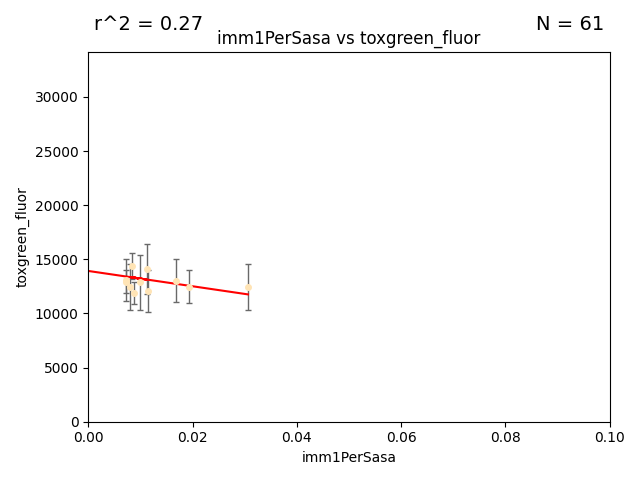 r^2 = 0.27
N = 61
imm1PerSasa vs toxgreen_fluor
30000
25000
20000
15000
10000
5000
0
toxgreen_fluor
0.00 0.02 0.04 0.06 0.08 0.10
imm1PerSasa